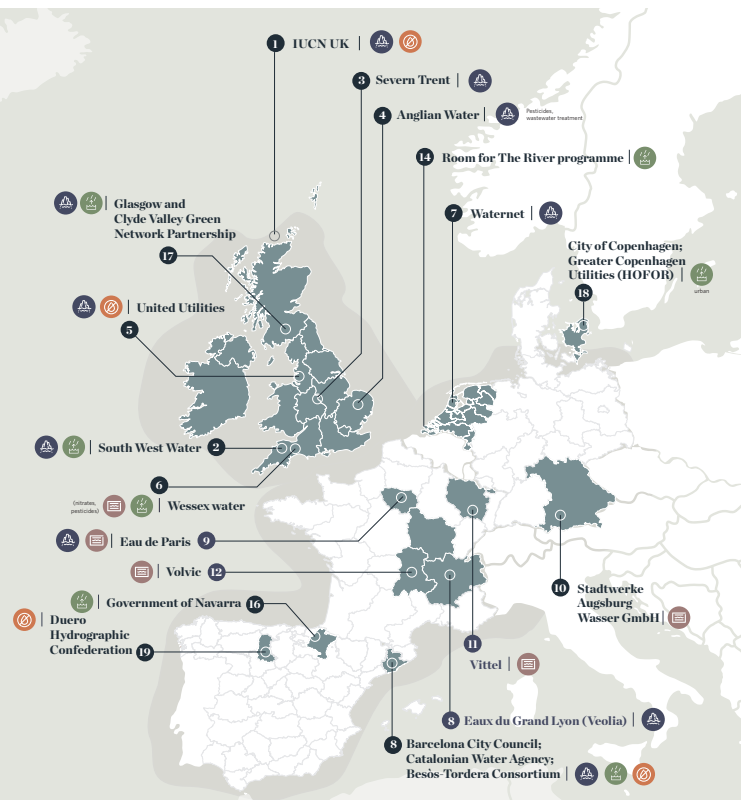 1 IUCN UK
3 Severn Trent
4 Anglian Water
Pesticides,
wastewater treatment
14 Room for The River programme
7 Waternet
Glasgow and
Clyde Valley Green
Network Partnership
17
City of Copenhagen;
Greater Copenhagen
Utilities (HOFOR)
urban
18
United Utilities
5
South West Water 2
6
(nitrates,
pesticides)
Wessex water
Eau de Paris 9
Volvic 12
Government of Navarra 16
Duero
Hydrographic
Confederation 19
10 Stadtwerke
Augsburg
Wasser GmbH
11
Vittel
8 Eaux du Grand Lyon (Veolia)
8 Barcelona City Council;
Catalonian Water Agency;
Besòs-Tordera Consortium